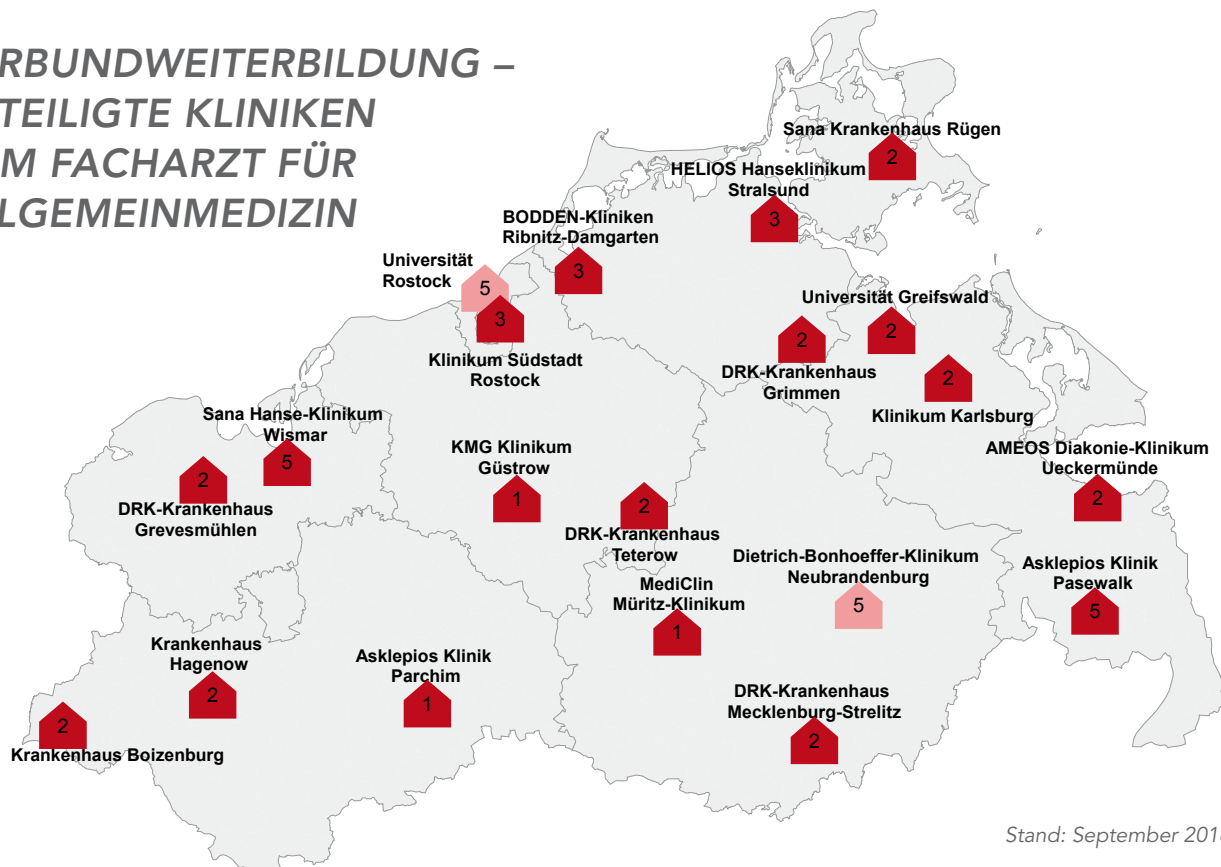 RBUNDWEITERBILDUNG –
TEILIGTE KLINIKEN
M FACHARZT FÜR
LGEMEINMEDIZIN
Sana Krankenhaus Rügen
2
HELIOS Hanseklinikum
Stralsund
3
BODDEN-Kliniken
Ribnitz-Damgarten
3
Universität
Rostock
5
3
Klinikum Südstadt
Rostock
Universität Greifswald
2
2
DRK-Krankenhaus
Grimmen
2
Klinikum Karlsburg
Sana Hanse-Klinikum
Wismar
5
2
DRK-Krankenhaus
Grevesmühlen
KMG Klinikum
Güstrow
1
2
DRK-Krankenhaus
Teterow
AMEOS Diakonie-Klinikum
Ueckermünde
2
Dietrich-Bonhoeffer-Klinikum
Neubrandenburg
5
Asklepios Klinik
Pasewalk
5
MediClin
Müritz-Klinikum
1
Krankenhaus
Hagenow
2
Asklepios Klinik
Parchim
1
DRK-Krankenhaus
Mecklenburg-Strelitz
2
2
Krankenhaus Boizenburg
Stand: September 201